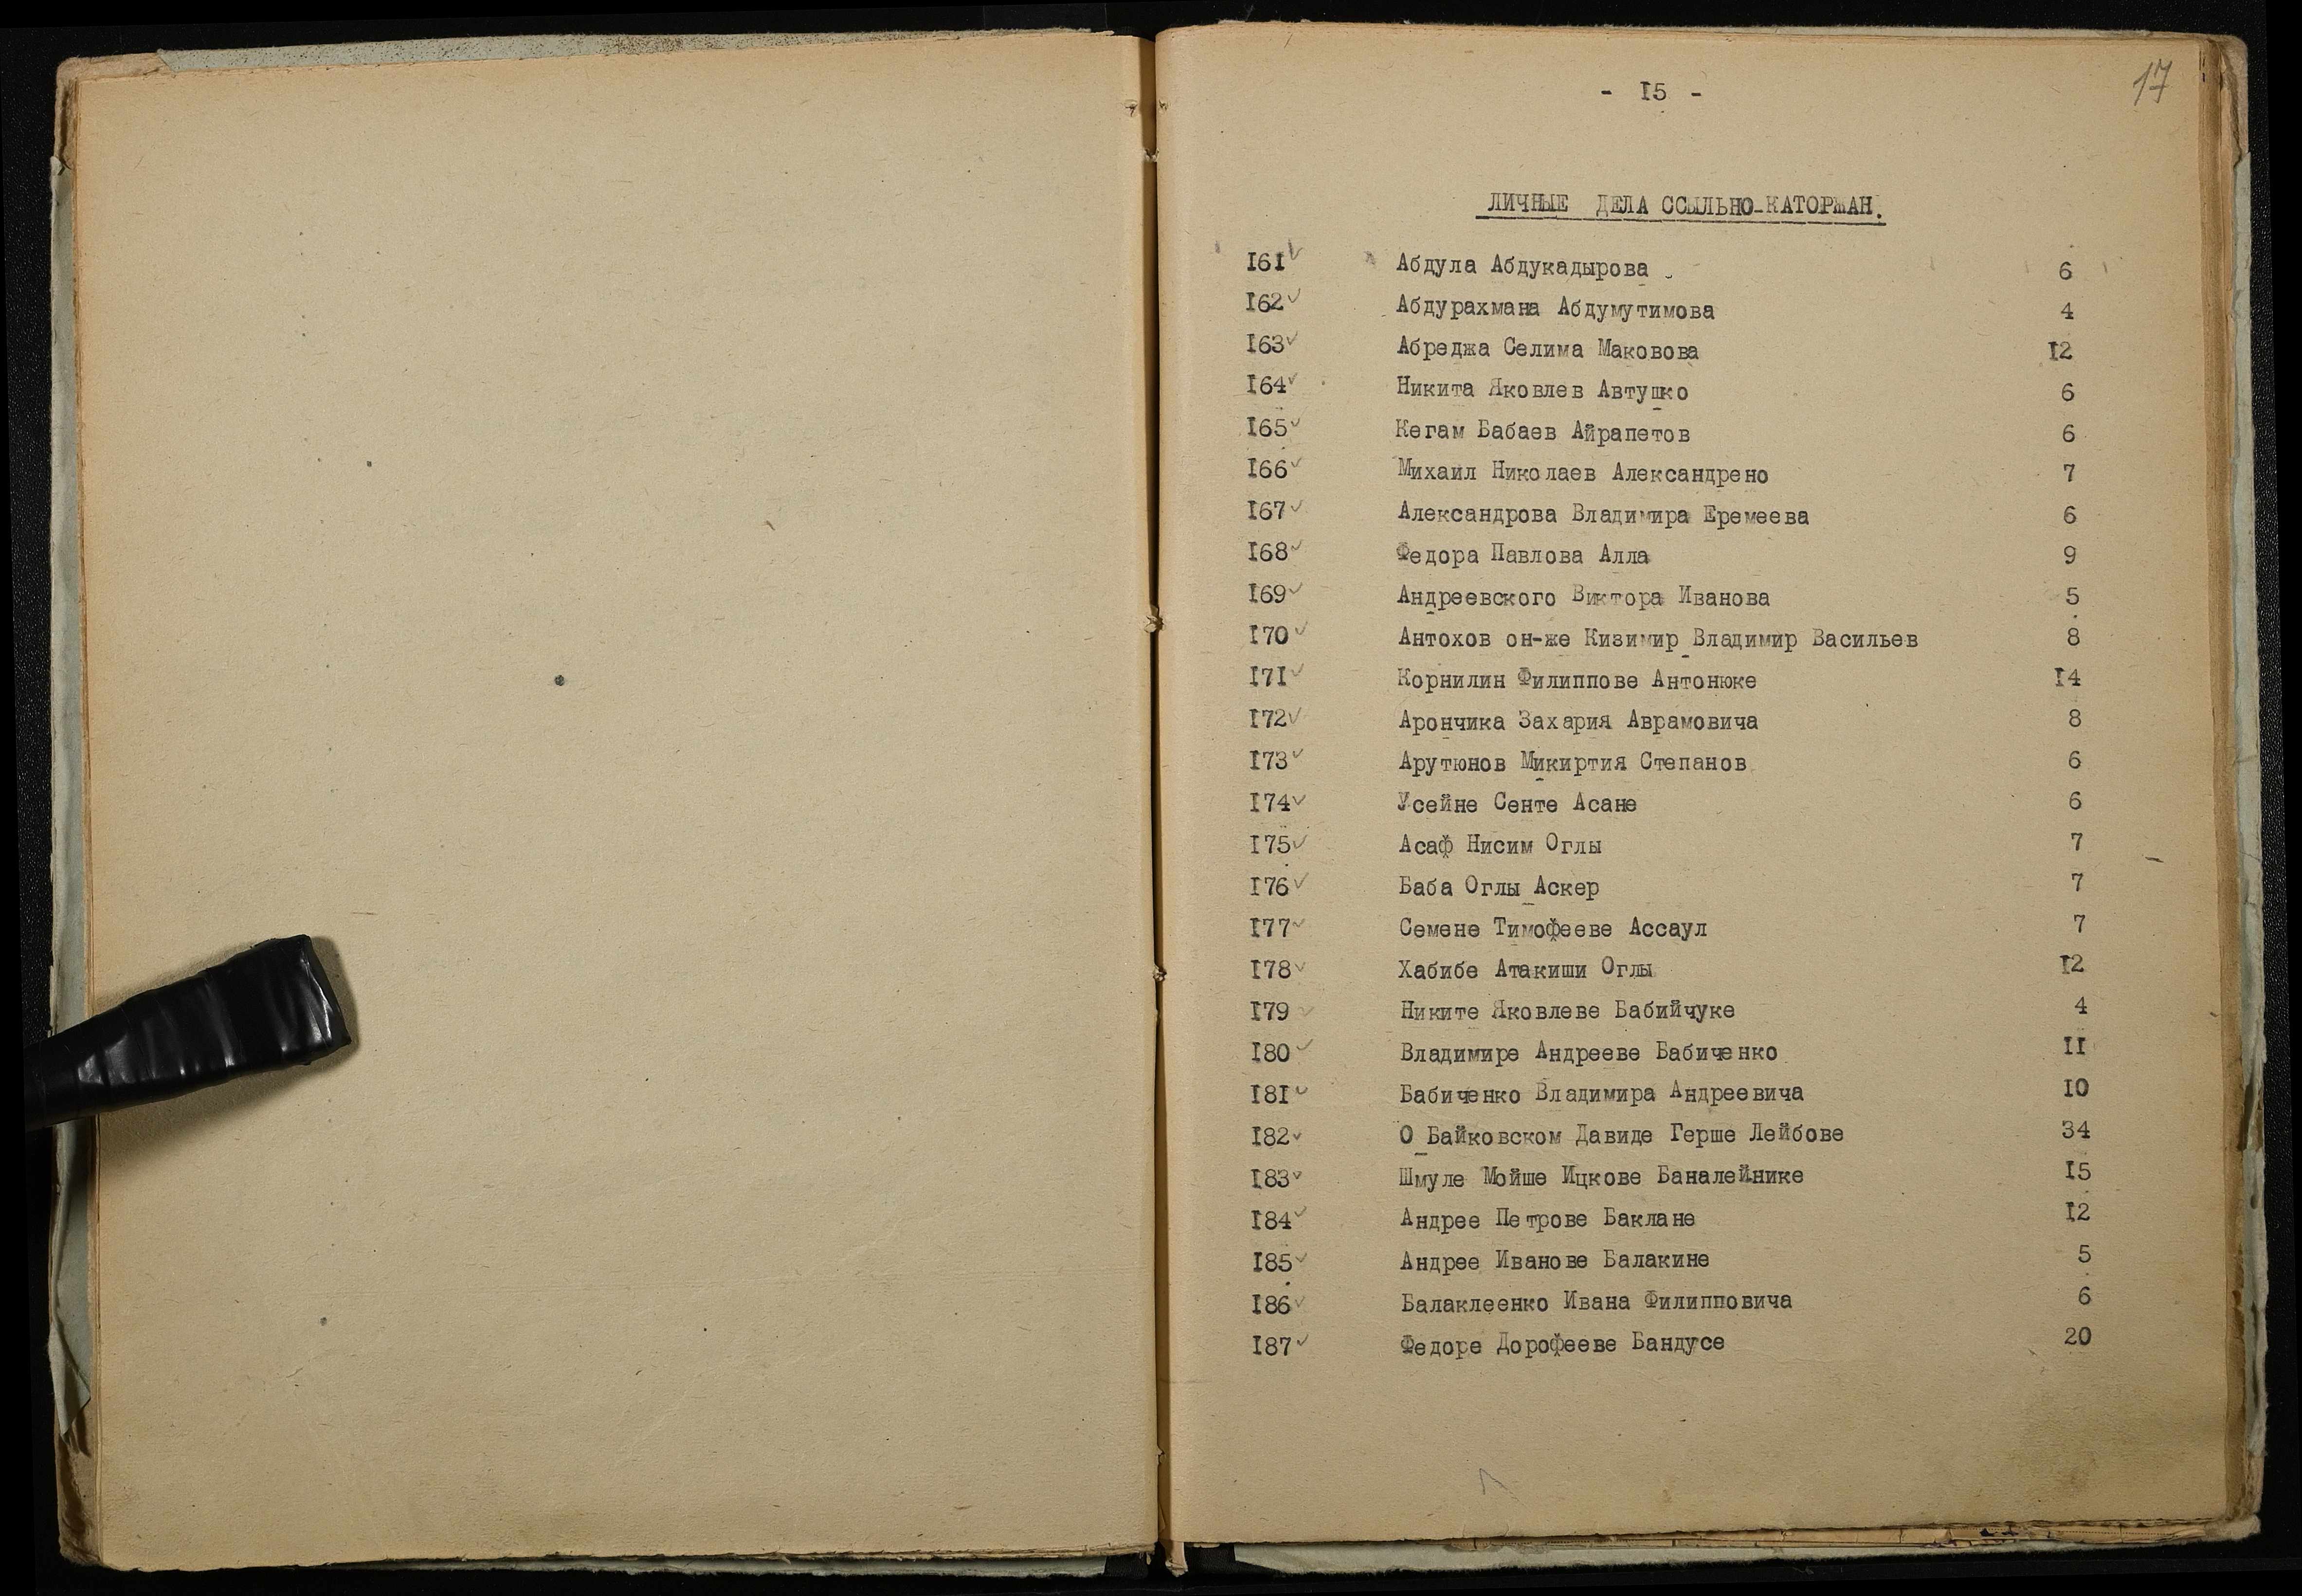 17
- I5 -
ЛИЧНЫЕ ДЕЛА ССЫЛЬНО-КАТОРЖАН.
I6I Абдула Абдукадырова 6
I62 Абдурахмана Абдумутимова 4
I63 Абреджа Селима Маковова I2
I64 Никита Яковлев Автушко 6
I65 Кегам Бабаев Айрапетов 6
I66 Михаил Николаев Александрено 7
I67 Александрова Владимира Еремеева 6
I68 Федора Павлова Алла 9
I69 Андреевского Виктора Иванова 5
I70 Антохов он-же Кизимир Владимир Васильев 8
I7I Корнилин Филиппове Антонюке I4
I72 Арончика Захария Аврамовича 8
I73 Арутюнов Микиртия Степанов 6
I74 Усейне Сенте Асане 6
I75 Асаф Нисим Оглы 7
I76 Баба Оглы Аскер 7
I77 Семене Тимофееве Ассаул 7
I78 Хабибе Атакиши Оглы I2
I79 Никите Яковлеве Бабийчуке 4
I80 Владимире Андрееве Бабиченко II
I8I Бабиченко Владимира Андреевича I0
I82 О Байковском Давиде Герше Лейбове 34
I83 Шмуле Мойше Ицкове Баналейнике I5
I84 Андрее Петрове Баклане I2
I85 Андрее Иванове Балакине 5
I86 Балаклеенко Ивана Филипповича 6
I87 Федоре Дорофееве Бандусе 20